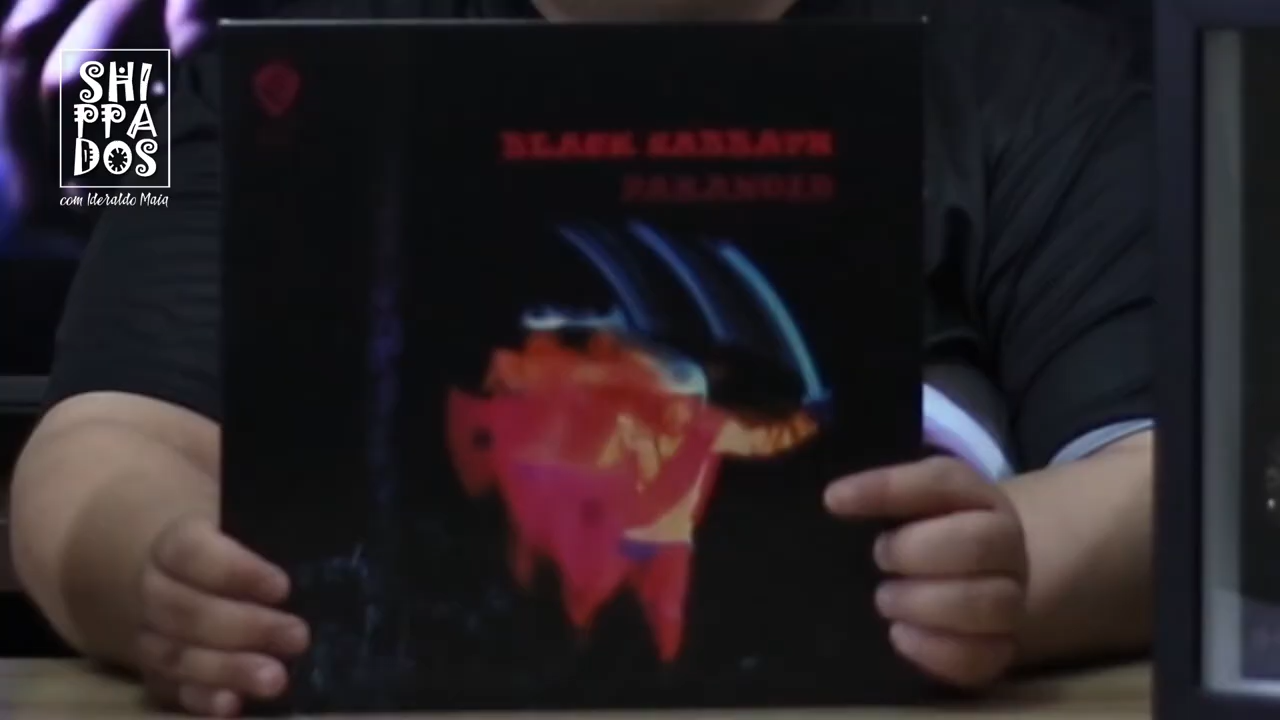 SHI
PPA
DOS
com Ideraldo Maia
BLACK SABBATH
PARANOID